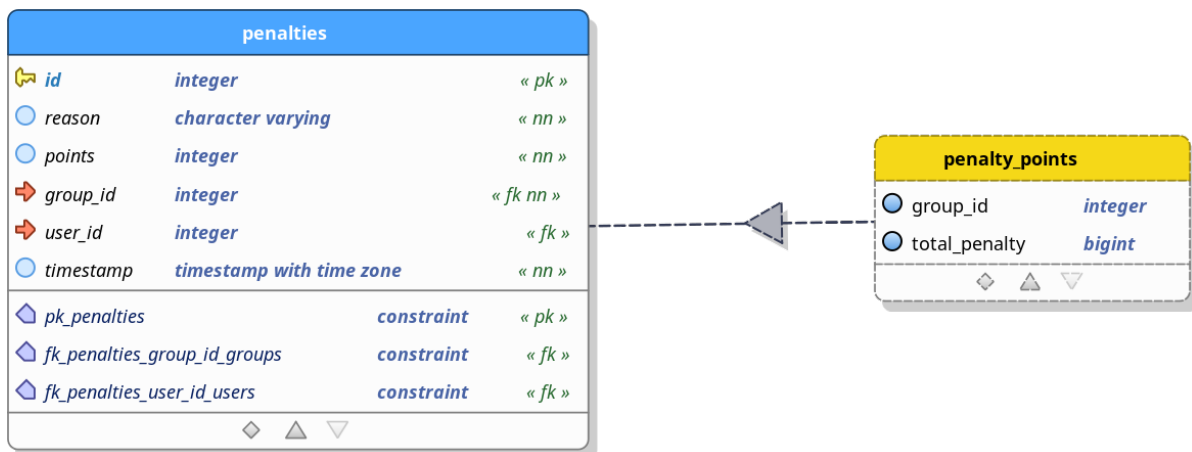 penalties
id integer « pk »
reason character varying « nn »
points integer « nn »
group_id integer « fk nn »
user_id integer « fk »
timestamp timestamp with time zone « nn »
pk_penalties constraint « pk »
fk_penalties_group_id_groups constraint « fk »
fk_penalties_user_id_users constraint « fk »
penalty_points
group_id integer
total_penalty bigint